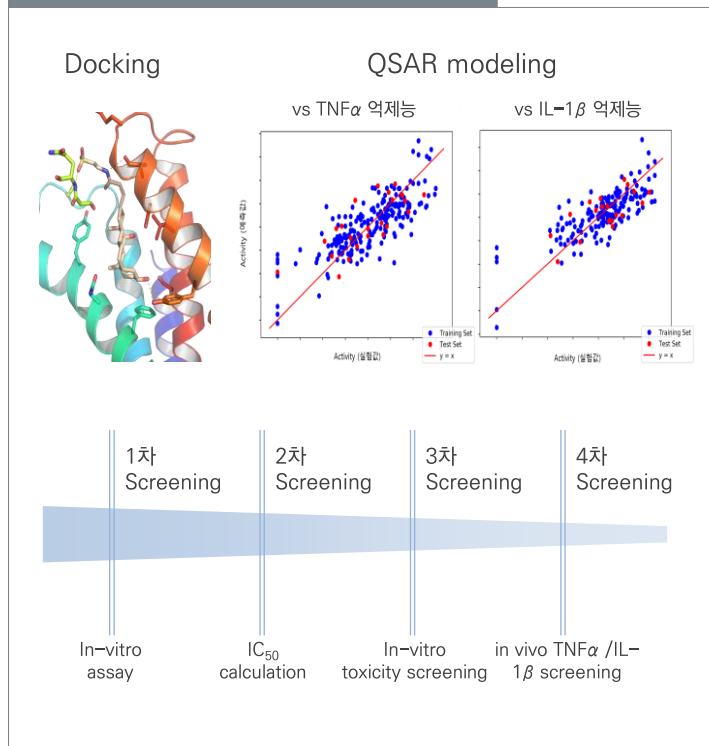 Docking
QSAR modeling
vs TNFα 억제능
vs IL-1β 억제능
Activity (예측값)
Activity (실험값)
Training Set
Test Set
y = x
Activity (실험값)
Training Set
Test Set
y = x
1차
Screening
2차
Screening
3차
Screening
4차
Screening
In-vitro
assay
IC50
calculation
In-vitro
toxicity screening
in vivo TNFα /IL-
1β screening